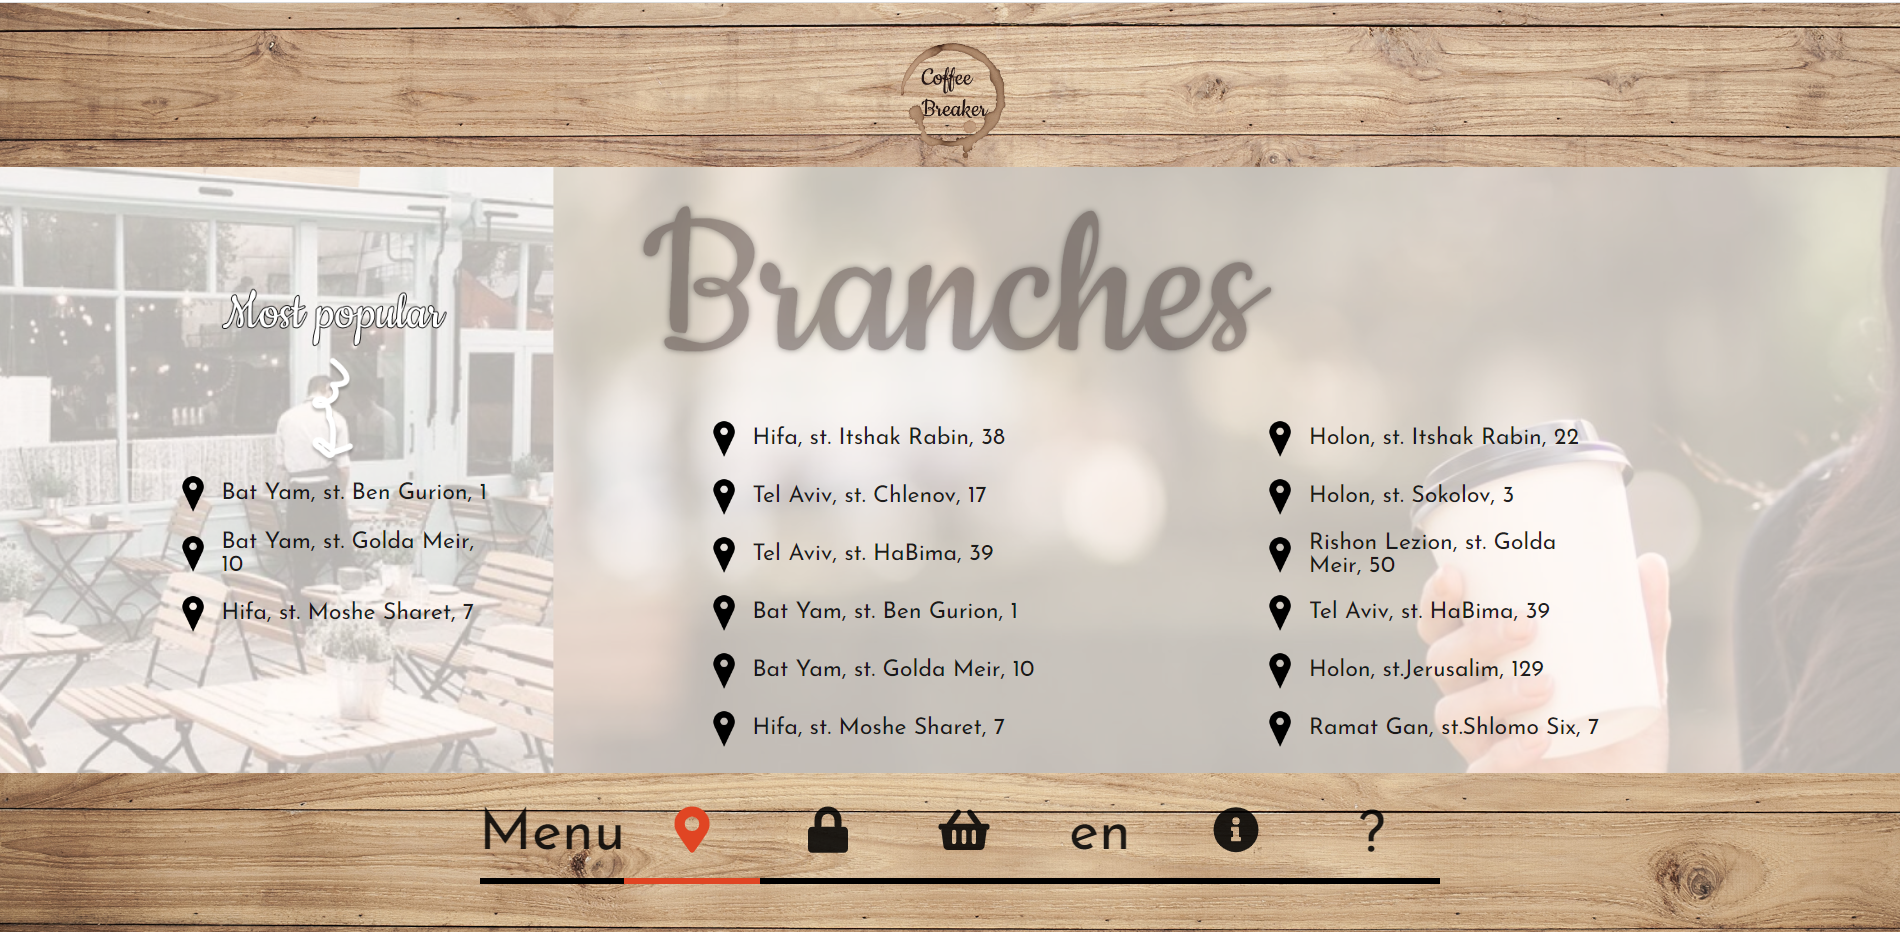 Coffee
Breaker
Most popular
Bat Yam, st. Ben Gurion, 1
Bat Yam, st. Golda Meir,
10
Hifa, st. Moshe Sharet, 7
Branches
Hifa, st. Itshak Rabin, 38
Tel Aviv, st. Chlenov, 17
Tel Aviv, st. HaBima, 39
Bat Yam, st. Ben Gurion, 1
Bat Yam, st. Golda Meir, 10
Hifa, st. Moshe Sharet, 7
Holon, st. Itshak Rabin, 22
Holon, st. Sokolov, 3
Rishon Lezion, st. Golda
Meir, 50
Tel Aviv, st. HaBima, 39
Holon, st.Jerusalim, 129
Ramat Gan, st.Shlomo Six, 7
Menu en ?